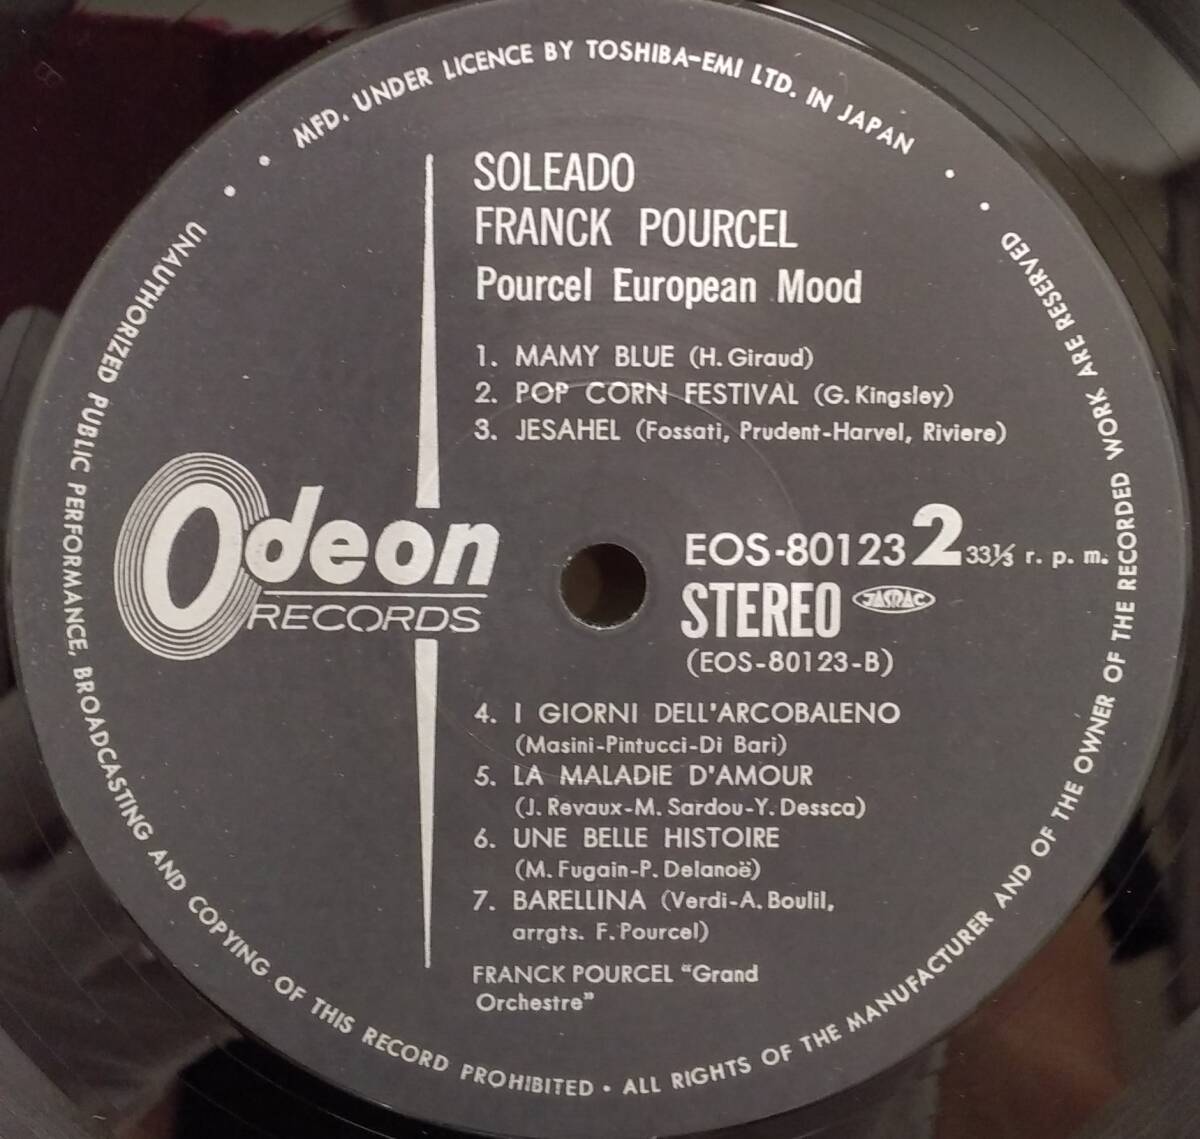 MFD. UNDER LICENCE BY TOSHIBA-EMI LTD. IN JAPAN
SOLEADO
FRANCK POURCEL
Pourcel European Mood
1. MAMY BLUE (H. Giraud)
2. POP CORN FESTIVAL (G. Kingsley)
3. JESAHEL (Fossati, Prudent-Harvel, Riviere)
Odeon
RECORDS
EOS-80123 2 33⅓ r. p. m.
STEREO JASRAC
(EOS-80123-B)
4. I GIORNI DELL'ARCOBALENO
(Masini-Pintucci-Di Bari)
5. LA MALADIE D'AMOUR
(J. Revaux-M. Sardou-Y. Dessca)
6. UNE BELLE HISTOIRE
(M. Fugain-P. Delanoë)
7. BARELLINA (Verdi-A. Boulil,
arrgts. F. Pourcel)
FRANCK POURCEL “Grand
Orchestre”
UNAUTHORIZED PUBLIC PERFORMANCE, BROADCASTING AND COPYING OF THIS RECORD PROHIBITED • ALL RIGHTS OF THE MANUFACTURER AND OF THE OWNER OF THE RECORDED WORK ARE RESERVED